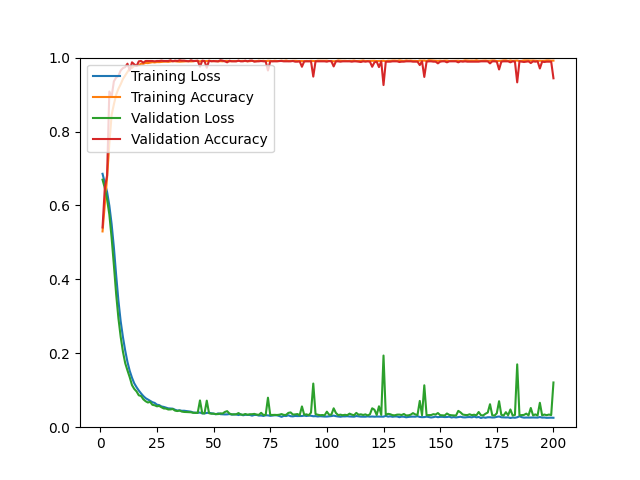 1.0
0.8
0.6
0.4
0.2
0.0
Training Loss
Training Accuracy
Validation Loss
Validation Accuracy
0 25 50 75 100 125 150 175 200